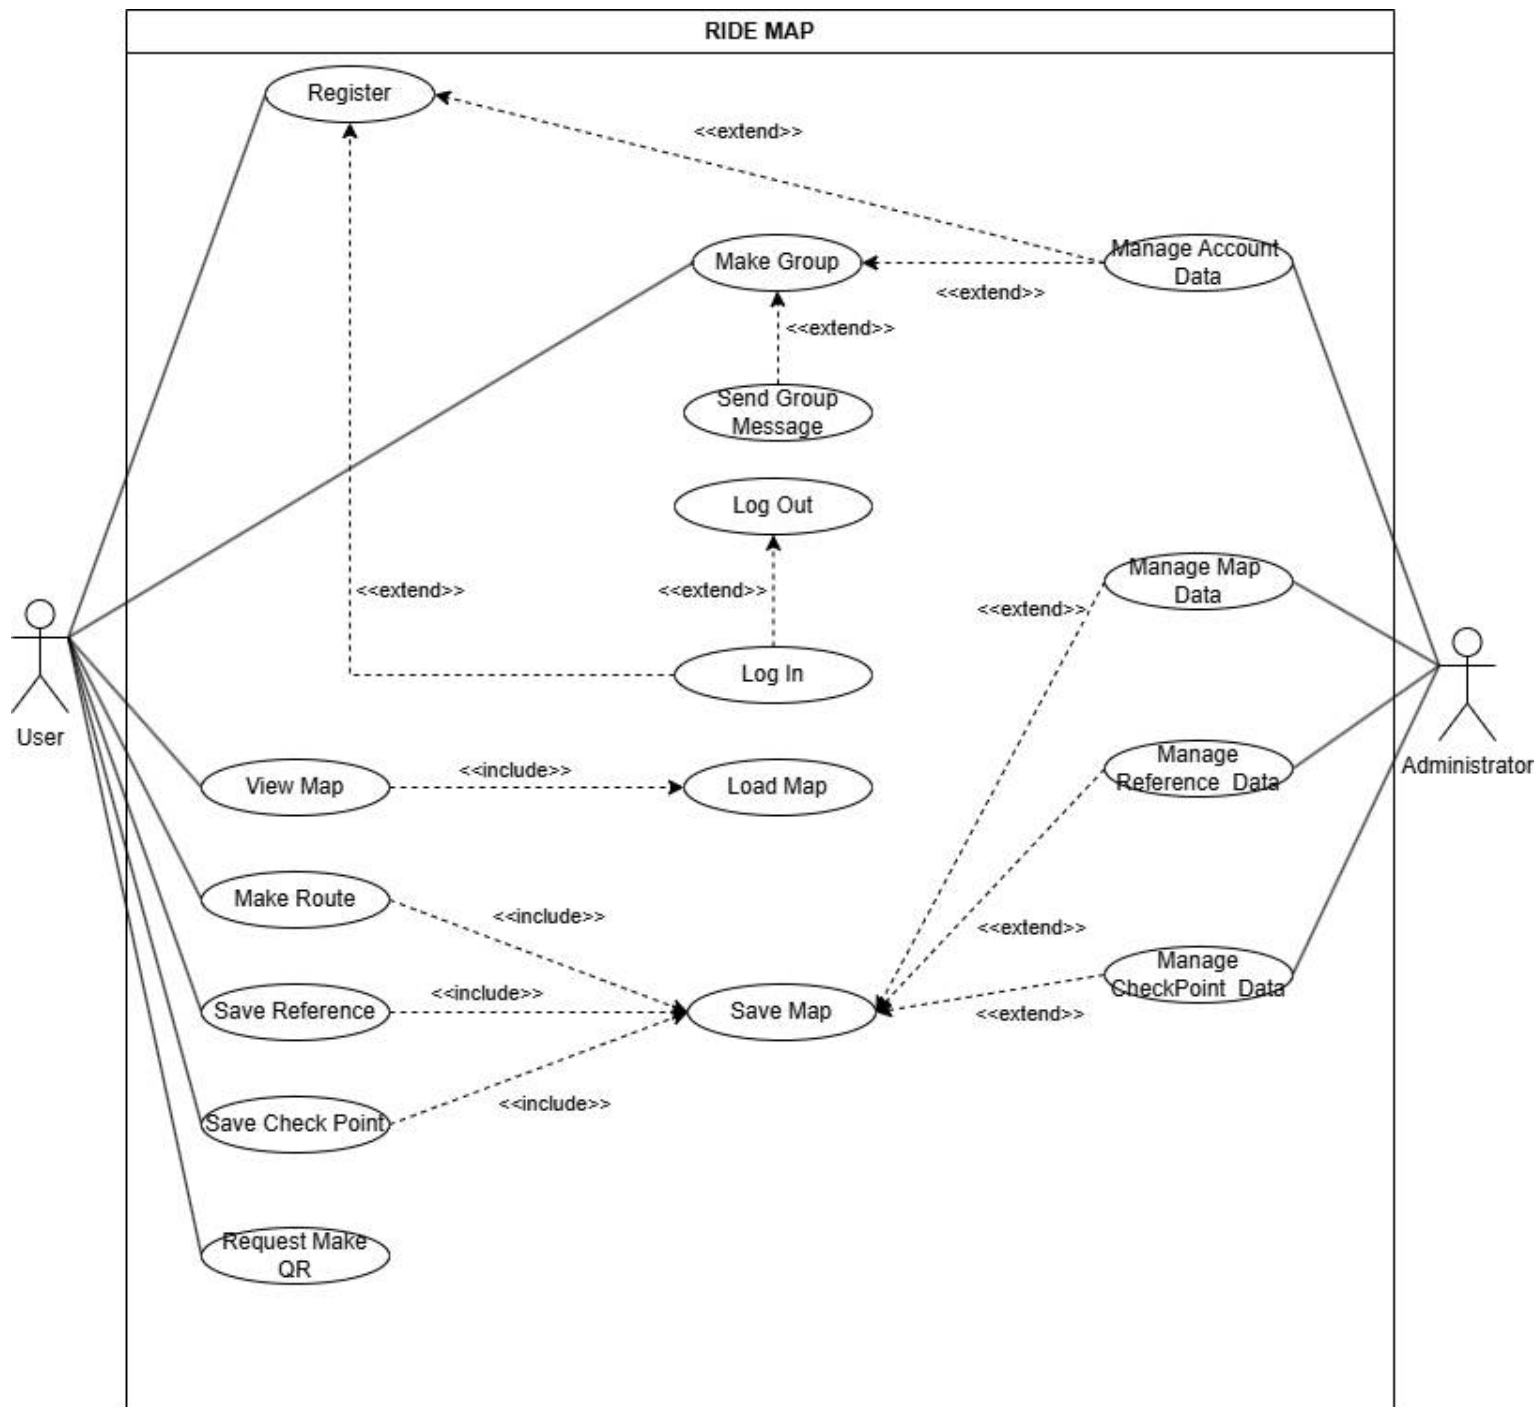 RIDE MAP
Register
<<extend>>
Make Group
Manage Account
Data
<<extend>>
<<extend>>
Send Group
Message
Log Out
Manage Map
Data
<<extend>>
<<extend>>
<<extend>>
Log In
User
Manage
Reference Data
Administrator
View Map
<<include>>
Load Map
Make Route
<<include>>
<<extend>>
Manage
CheckPoint Data
Save Reference
<<include>>
Save Map
<<extend>>
Save Check Point
<<include>>
Request Make
QR